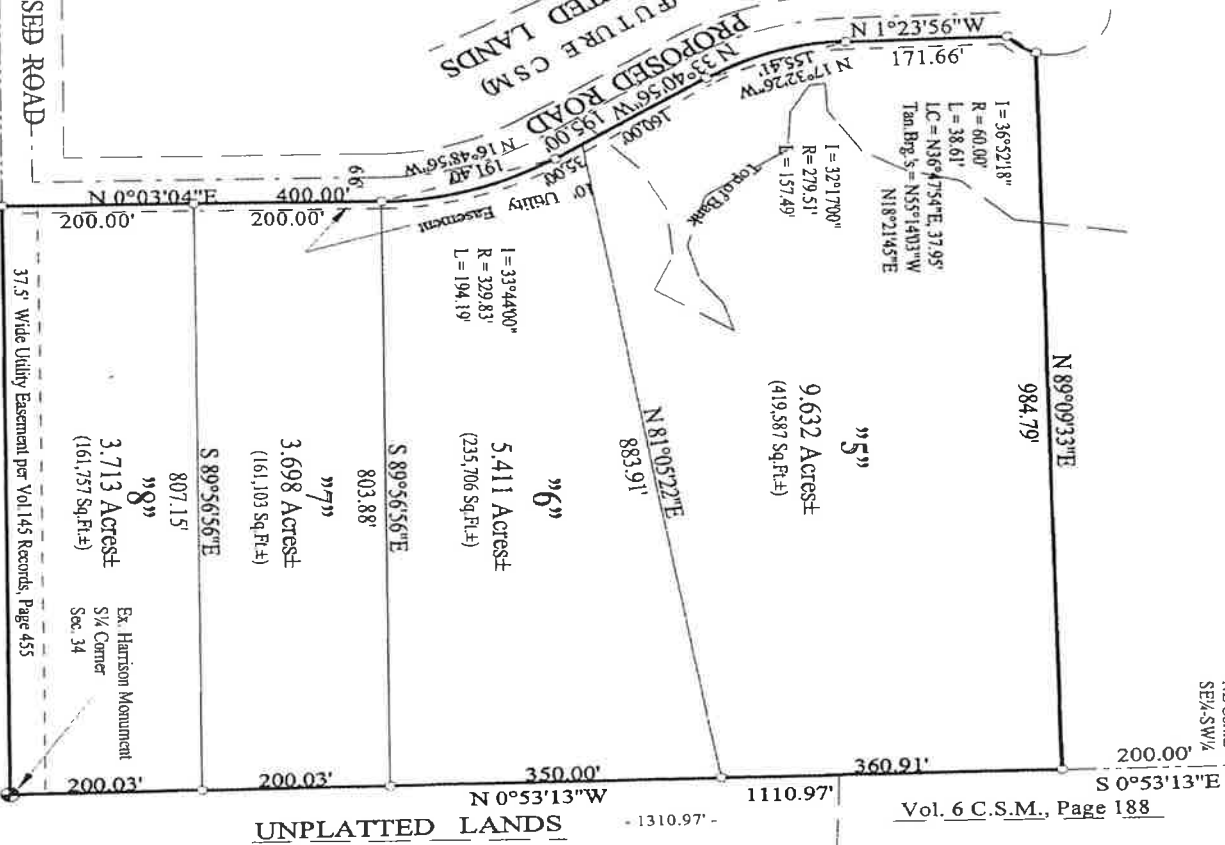 SED ROAD
(FUTURE CSM)
TED LANDS
PROPOSED ROAD
N 1°23'56"W
171.66'
N 17°32'26"W
155.41'
N 33°40'56"W 195.00'
160.00'
35.00'
N 16°48'56"W
191.40'
10' Utility Easement
66'
N 0°03'04"E 400.00'
200.00'
200.00'
I = 36°52'18"
R = 60.00'
L = 38.61'
LC = N36°47'54"E, 37.95'
Tan.Brg.'s = N55°14'03"W
N18°21'45"E
I = 32°17'00"
R= 279.51'
L = 157.49'
Top of Bank
I = 33°44'00"
R = 329.83'
L = 194.19'
N 89°09'33"E
984.79'
"5"
9.632 Acres±
(419,587 Sq.Ft.±)
N 81°05'22"E
883.91'
"6"
5.411 Acres±
(235,706 Sq.Ft.±)
S 89°56'56"E
803.88'
"7"
3.698 Acres±
(161,103 Sq.Ft.±)
S 89°56'56"E
807.15'
"8"
3.713 Acres±
(161,757 Sq.Ft.±)
37.5' Wide Utility Easement per Vol.145 Records, Page 455
Ex. Harrison Monument
S¼ Corner
Sec. 34
SE¼-SW¼
200.03'
200.03'
350.00'
360.91'
200.00'
N 0°53'13"W
1110.97'
S 0°53'13"E
UNPLATTED LANDS
- 1310.97' -
Vol. 6 C.S.M., Page 188